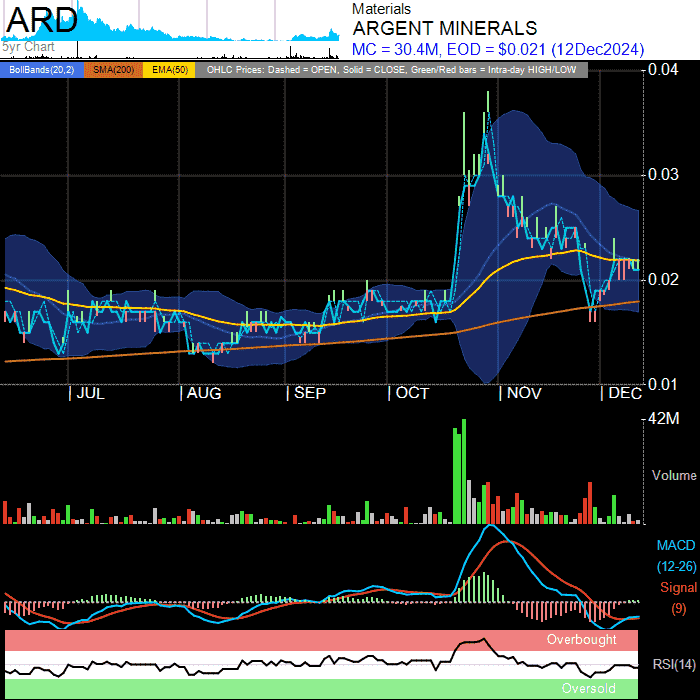 ARD
5yr Chart
Materials
ARGENT MINERALS
MC = 30.4M, EOD = $0.021 (12Dec2024)
BollBands(20,2) SMA(200) EMA(50) OHLC Prices: Dashed = OPEN, Solid = CLOSE, Green/Red bars = Intra-day HIGH/LOW
0.04
0.03
0.02
0.01
JUL AUG SEP OCT NOV DEC
42M
Volume
MACD
(12-26)
Signal
(9)
Overbought
RSI(14)
Oversold